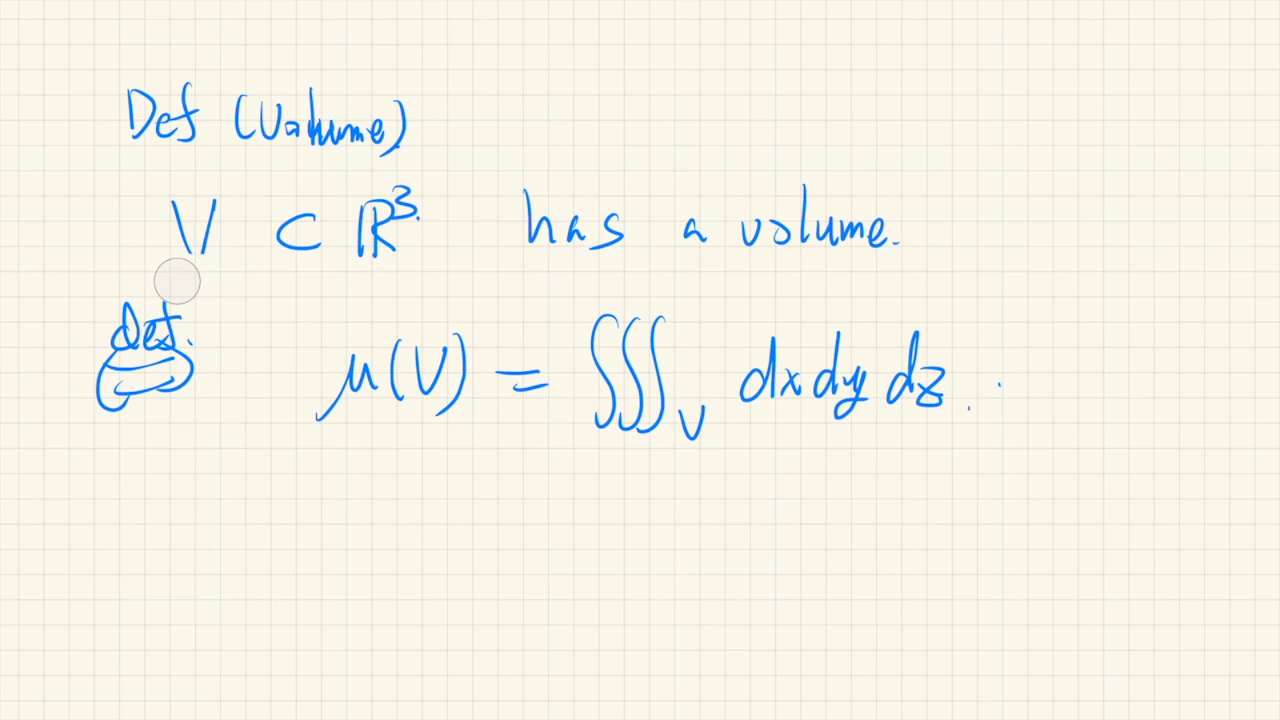 Def (Volume)
V ⊂ ℝ³. has a volume.
def.
⇔ μ(V) = ∭_V dx dy dz.